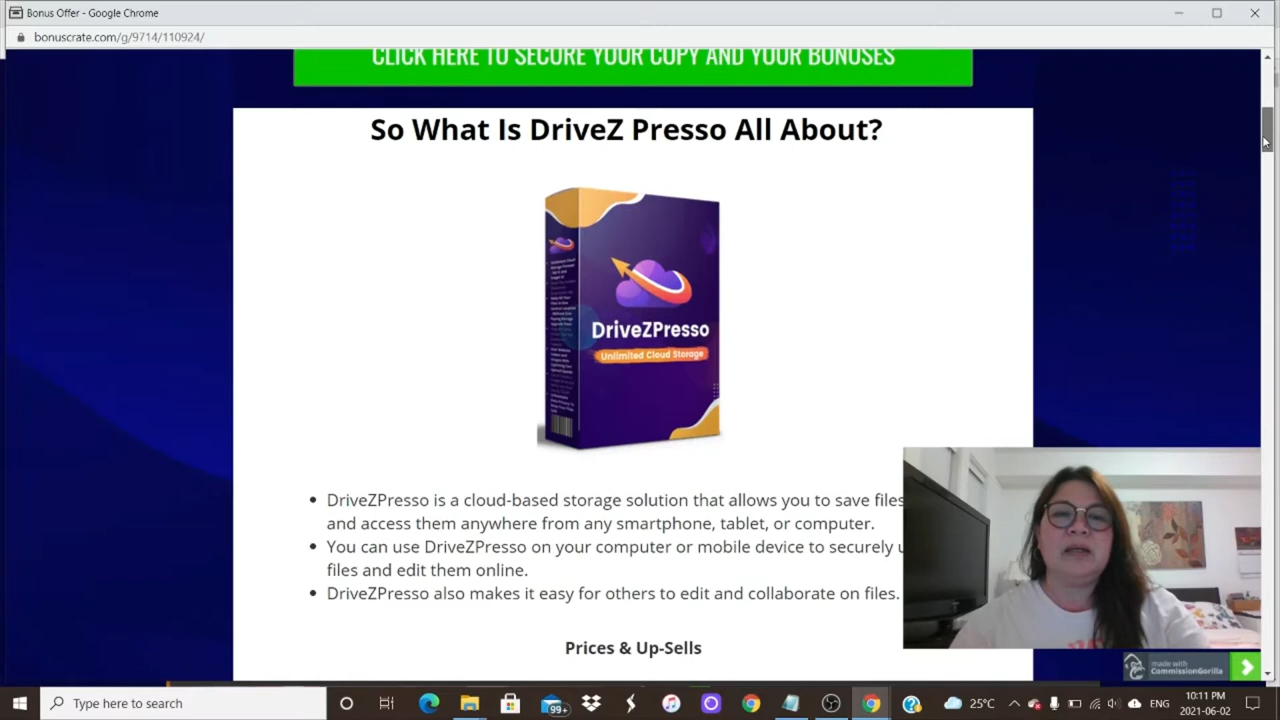 Bonus Offer - Google Chrome
bonuscrate.com/g/9714/110924/
CLICK HERE TO SECURE YOUR COPY AND YOUR BONUSES
So What Is DriveZ Presso All About?
DriveZPresso
Unlimited Cloud Storage
DriveZPresso is a cloud-based storage solution that allows you to save files
and access them anywhere from any smartphone, tablet, or computer.
You can use DriveZPresso on your computer or mobile device to securely u
files and edit them online.
DriveZPresso also makes it easy for others to edit and collaborate on files.
Prices & Up-Sells
made with
CommissionGorilla
Type here to search
99+
25°C
ENG
10:11 PM
2021-06-02